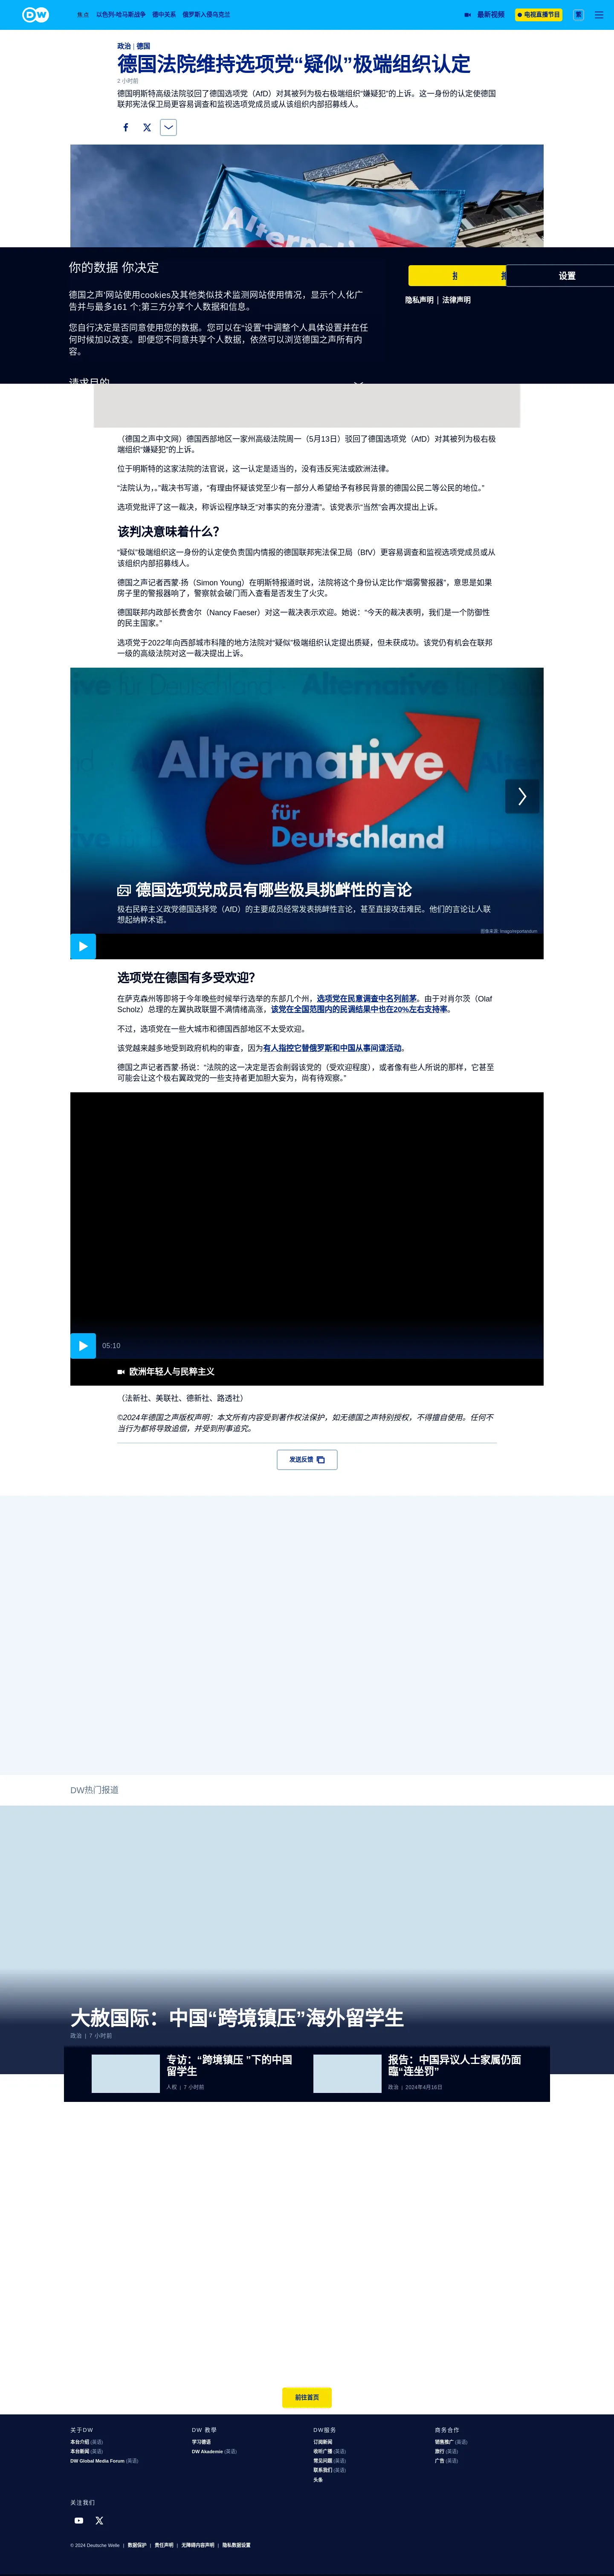 DW
焦点 以色列-哈马斯战争 德中关系 俄罗斯入侵乌克兰
最新视频
电视直播节目
繁
政治 | 德国
德国法院维持选项党“疑似”极端组织认定
2 小时前
德国明斯特高级法院驳回了德国选项党（AfD）对其被列为极右极端组织“嫌疑犯”的上诉。这一身份的认定使德国
联邦宪法保卫局更容易调查和监视选项党成员或从该组织内部招募线人。
Alternative
你的数据 你决定
德国之声'网站使用cookies及其他类似技术监测网站使用情况，显示个人化广
告并与最多161 个;第三方分享个人数据和信息。
您自行决定是否同意使用您的数据。您可以在“设置”中调整个人具体设置并在任
何时候加以改变。即便您不同意共享个人数据，依然可以浏览德国之声所有内
容。
请求目的
设置
隐私声明 | 法律声明
（德国之声中文网）德国西部地区一家州高级法院周一（5月13日）驳回了德国选项党（AfD）对其被列为极右极
端组织“嫌疑犯”的上诉。
位于明斯特的这家法院的法官说，这一认定是适当的，没有违反宪法或欧洲法律。
“法院认为，,”裁决书写道，“有理由怀疑该党至少有一部分人希望给予有移民背景的德国公民二等公民的地位。”
选项党批评了这一裁决，称诉讼程序缺乏“对事实的充分澄清”。该党表示“当然”会再次提出上诉。
该判决意味着什么？
“疑似”极端组织这一身份的认定使负责国内情报的德国联邦宪法保卫局（BfV）更容易调查和监视选项党成员或从
该组织内部招募线人。
德国之声记者西蒙·扬（Simon Young）在明斯特报道时说，法院将这个身份认定比作“烟雾警报器”，意思是如果
房子里的警报器响了，警察就会破门而入查看是否发生了火灾。
德国联邦内政部长费舍尔（Nancy Faeser）对这一裁决表示欢迎。她说：“今天的裁决表明，我们是一个防御性
的民主国家。”
选项党于2022年向西部城市科隆的地方法院对“疑似”极端组织认定提出质疑，但未获成功。该党仍有机会在联邦
一级的高级法院对这一裁决提出上诉。
Alternative
für
Deutschland
德国选项党成员有哪些极具挑衅性的言论
极右民粹主义政党德国选择党（AfD）的主要成员经常发表挑衅性言论，甚至直接攻击难民。他们的言论让人联
想起纳粹术语。
图像来源: Imago/reportandum
选项党在德国有多受欢迎？
在萨克森州等即将于今年晚些时候举行选举的东部几个州，选项党在民意调查中名列前茅。由于对肖尔茨（Olaf
Scholz）总理的左翼执政联盟不满情绪高涨，该党在全国范围内的民调结果中也在20%左右支持率。
不过，选项党在一些大城市和德国西部地区不太受欢迎。
该党越来越多地受到政府机构的审查，因为有人指控它替俄罗斯和中国从事间谍活动。
德国之声记者西蒙·扬说：“法院的这一决定是否会削弱该党的（受欢迎程度），或者像有些人所说的那样，它甚至
可能会让这个极右翼政党的一些支持者更加胆大妄为，尚有待观察。”
05:10
欧洲年轻人与民粹主义
（法新社、美联社、德新社、路透社）
©2024年德国之声版权声明：本文所有内容受到著作权法保护，如无德国之声特别授权，不得擅自使用。任何不
当行为都将导致追偿，并受到刑事追究。
发送反馈
DW热门报道
大赦国际：中国“跨境镇压”海外留学生
政治 | 7 小时前
专访：“跨境镇压 ”下的中国
留学生
人权 | 7 小时前
报告：中国异议人士家属仍面
臨“连坐罚”
政治 | 2024年4月16日
前往首页
关于DW
本台介绍 (英语)
本台新闻 (英语)
DW Global Media Forum (英语)
DW 教學
学习德语
DW Akademie (英语)
DW服务
订阅新闻
收听广播 (英语)
常见问题 (英语)
联系我们 (英语)
头条
商务合作
销售推广 (英语)
旅行 (英语)
广告 (英语)
关注我们
© 2024 Deutsche Welle | 数据保护 | 责任声明 | 无障碍内容声明 | 隐私数据设置